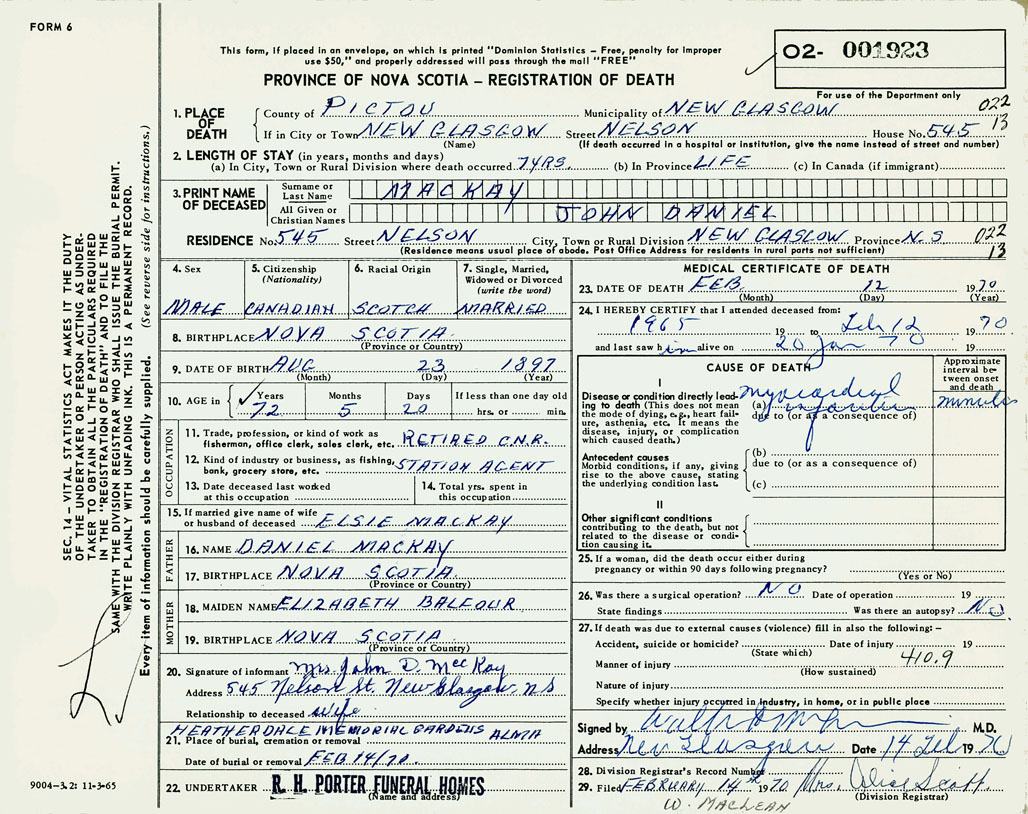 FORM 6
This form, if placed in an envelope, on which is printed "Dominion Statistics – Free, penalty for improper
use $50," and properly addressed will pass through the mail "FREE"
O2- 001923
PROVINCE OF NOVA SCOTIA – REGISTRATION OF DEATH
For use of the Department only
1. PLACE OF DEATH
County of PICTOU Municipality of NEW GLASGOW 022
If in City or Town NEW GLASGOW Street NELSON House No. 545 13
(Name) (If death occurred in a hospital or institution, give the name instead of street and number)
2. LENGTH OF STAY (in years, months and days)
(a) In City, Town or Rural Division where death occurred 7YRS. (b) In Province LIFE (c) In Canada (if immigrant)
3. PRINT NAME OF DECEASED
Surname or Last Name MACKAY
All Given or Christian Names JOHN DANIEL
RESIDENCE No. 545 Street NELSON City, Town or Rural Division NEW GLASGOW Province N.S 022
(Residence means usual place of abode. Post Office Address for residents in rural parts not sufficient) 13
4. Sex
MALE
5. Citizenship
(Nationality)
CANADIAN
6. Racial Origin
SCOTCH
7. Single, Married,
Widowed or Divorced
(write the word)
MARRIED
8. BIRTHPLACE NOVA SCOTIA
(Province or Country)
9. DATE OF BIRTH AUG 23 1897
(Month) (Day) (Year)
10. AGE in
Years Months Days If less than one day old
72 5 20 hrs. or min.
OCCUPATION
11. Trade, profession, or kind of work as
fisherman, office clerk, sales clerk, etc. RETIRED C.N.R.
12. Kind of industry or business, as fishing,
bank, grocery store, etc. STATION AGENT
13. Date deceased last worked
at this occupation
14. Total yrs. spent in
this occupation
15. If married give name of wife
or husband of deceased ELSIE MACKAY
FATHER
16. NAME DANIEL MACKAY
17. BIRTHPLACE NOVA SCOTIA
(Province or Country)
MOTHER
18. MAIDEN NAME ELIZABETH BALFOUR
19. BIRTHPLACE NOVA SCOTIA
(Province or Country)
20. Signature of informant Mrs. John D. MacKay
Address 545 Nelson St. New Glasgow, NS
Relationship to deceased wife
HEATHERDALE MEMORIAL GARDENS ALMA
21. Place of burial, cremation or removal
Date of burial or removal FEB 14/70
22. UNDERTAKER R. H. PORTER FUNERAL HOMES
(Name and address)
MEDICAL CERTIFICATE OF DEATH
23. DATE OF DEATH FEB. 12 1970
(Month) (Day) (Year)
24. I HEREBY CERTIFY that I attended deceased from:
1965 19 to Feb 12 1970
and last saw him alive on 20 Jan 70 19
CAUSE OF DEATH
Approximate
interval be-
tween onset
and death
I
Disease or condition directly lead-
ing to death (This does not mean
the mode of dying, e.g., heart fail-
ure, asthenia, etc. It means the
disease, injury, or complication
which caused death.)
myocardial
(a) infarction
minutes
due to (or as a consequence of)
Antecedent causes
Morbid conditions, if any, giving
rise to the above cause, stating
the underlying condition last.
(b)
due to (or as a consequence of)
(c)
II
Other significant conditions
contributing to the death, but not
related to the disease or condi-
tion causing it.
25. If a woman, did the death occur either during
pregnancy or within 90 days following pregnancy?
(Yes or No)
26. Was there a surgical operation? NO Date of operation 19
State findings Was there an autopsy? No.
27. If death was due to external causes (violence) fill in also the following: –
Accident, suicide or homicide? Date of injury 19
(State which)
Manner of injury 410.9
(How sustained)
Nature of injury
Specify whether injury occurred in industry, in home, or in public place
Signed by M.D.
Address New Glasgow Date 14 Feb 1970
28. Division Registrar's Record Number
29. Filed FEBRUARY 14th 1970 Mrs. Alice Scott
(Division Registrar)
W. MACLEAN
SEC. 14 – VITAL STATISTICS ACT MAKES IT THE DUTY
OF THE UNDERTAKER OR PERSON ACTING AS UNDER-
TAKER TO OBTAIN ALL THE PARTICULARS REQUIRED
IN THE "REGISTRATION OF DEATH" AND TO FILE THE
SAME WITH THE DIVISION REGISTRAR WHO SHALL ISSUE THE BURIAL PERMIT.
WRITE PLAINLY WITH UNFADING INK. THIS IS A PERMANENT RECORD.
Every item of information should be carefully supplied. (See reverse side for instructions.)
9004-3.2: 11-3-65